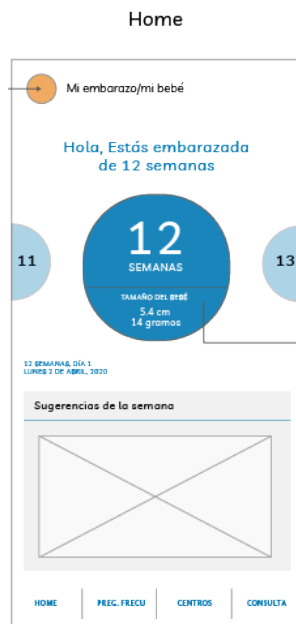 Home
Mi embarazo/mi bebé
Hola, Estás embarazada
de 12 semanas
11
12
SEMANAS
TAMAÑO DEL BEBÉ
5.4 cm
14 gramos
13
12 SEMANAS, DÍA 1
LUNES 2 DE ABRIL, 2020
Sugerencias de la semana
HOME
PREG. FRECU
CENTROS
CONSULTA